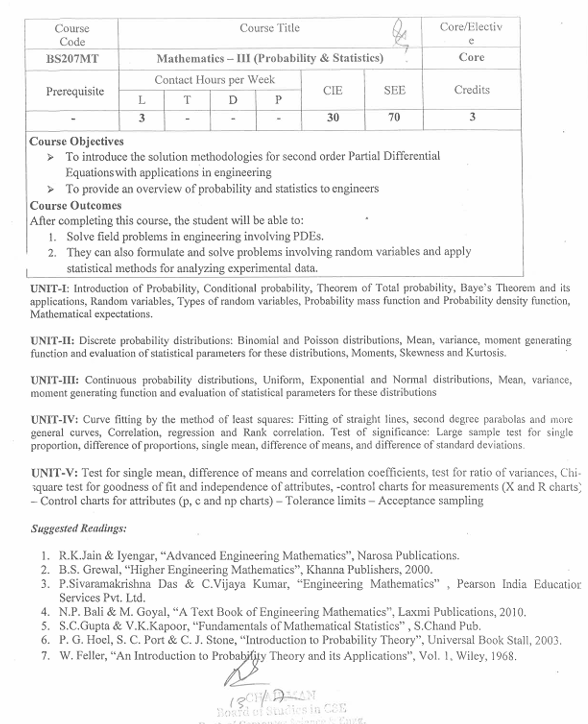 Course Code | Course Title | Core/Elective
BS207MT | Mathematics – III (Probability & Statistics) | Core
Prerequisite | Contact Hours per Week | CIE | SEE | Credits
L | T | D | P
- | 3 | - | - | - | 30 | 70 | 3
Course Objectives
➢ To introduce the solution methodologies for second order Partial Differential
Equationswith applications in engineering
➢ To provide an overview of probability and statistics to engineers
Course Outcomes
After completing this course, the student will be able to:
1. Solve field problems in engineering involving PDEs.
2. They can also formulate and solve problems involving random variables and apply
statistical methods for analyzing experimental data.
UNIT-I: Introduction of Probability, Conditional probability, Theorem of Total probability, Baye's Theorem and its
applications, Random variables, Types of random variables, Probability mass function and Probability density function,
Mathematical expectations.
UNIT-II: Discrete probability distributions: Binomial and Poisson distributions, Mean, variance, moment generating
function and evaluation of statistical parameters for these distributions, Moments, Skewness and Kurtosis.
UNIT-III: Continuous probability distributions, Uniform, Exponential and Normal distributions, Mean, variance,
moment generating function and evaluation of statistical parameters for these distributions
UNIT-IV: Curve fitting by the method of least squares: Fitting of straight lines, second degree parabolas and more
general curves, Correlation, regression and Rank correlation. Test of significance: Large sample test for single
proportion, difference of proportions, single mean, difference of means, and difference of standard deviations.
UNIT-V: Test for single mean, difference of means and correlation coefficients, test for ratio of variances, Chi-
square test for goodness of fit and independence of attributes, -control charts for measurements (X and R charts)
– Control charts for attributes (p, c and np charts) – Tolerance limits – Acceptance sampling
Suggested Readings:
1. R.K.Jain & Iyengar, "Advanced Engineering Mathematics", Narosa Publications.
2. B.S. Grewal, "Higher Engineering Mathematics", Khanna Publishers, 2000.
3. P.Sivaramakrishna Das & C.Vijaya Kumar, "Engineering Mathematics" , Pearson India Education
Services Pvt. Ltd.
4. N.P. Bali & M. Goyal, "A Text Book of Engineering Mathematics", Laxmi Publications, 2010.
5. S.C.Gupta & V.K.Kapoor, "Fundamentals of Mathematical Statistics" , S.Chand Pub.
6. P. G. Hoel, S. C. Port & C. J. Stone, "Introduction to Probability Theory", Universal Book Stall, 2003.
7. W. Feller, "An Introduction to Probability Theory and its Applications", Vol. 1, Wiley, 1968.
CHAIRMAN
Board of Studies in CSE